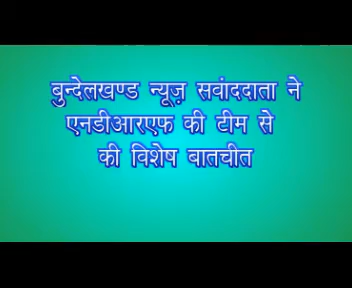 बुन्देलखण्ड न्यूज़ सवांददाता ने
एनडीआरएफ की टीम से
की विशेष बातचीत